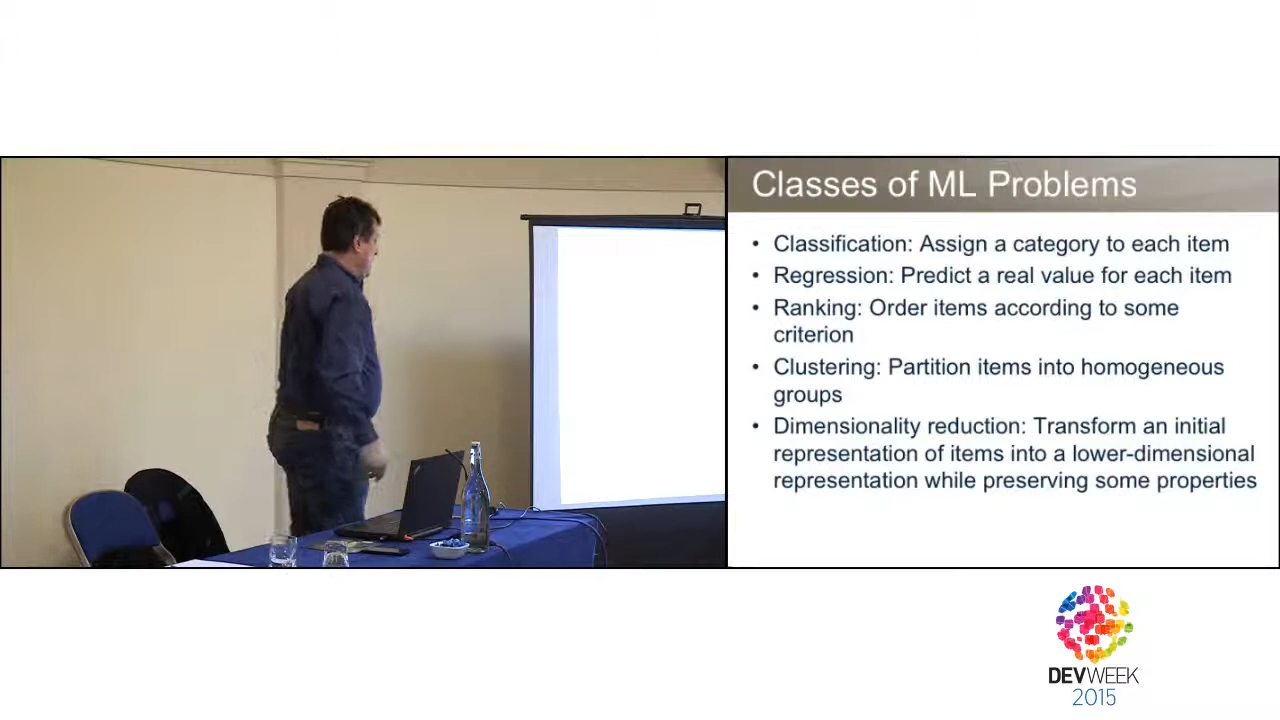 Classes of ML Problems
• Classification: Assign a category to each item
• Regression: Predict a real value for each item
• Ranking: Order items according to some
criterion
• Clustering: Partition items into homogeneous
groups
• Dimensionality reduction: Transform an initial
representation of items into a lower-dimensional
representation while preserving some properties
DEVWEEK
2015